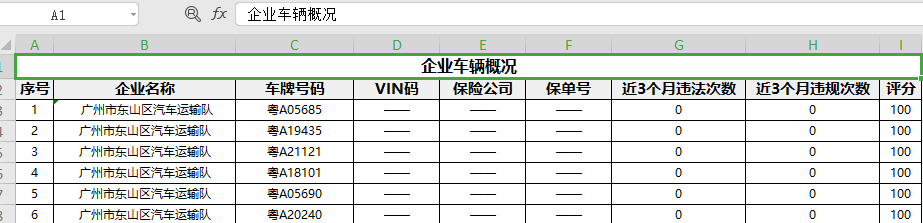 A1 fx 企业车辆概况
A B C D E F G H I
1 企业车辆概况
2 序号 企业名称 车牌号码 VIN码 保险公司 保单号 近3个月违法次数 近3个月违规次数 评分
3 1 广州市东山区汽车运输队 粤A05685 —— —— —— 0 0 100
4 2 广州市东山区汽车运输队 粤A19435 —— —— —— 0 0 100
5 3 广州市东山区汽车运输队 粤A21121 —— —— —— 0 0 100
6 4 广州市东山区汽车运输队 粤A18101 —— —— —— 0 0 100
7 5 广州市东山区汽车运输队 粤A05690 —— —— —— 0 0 100
8 6 广州市东山区汽车运输队 粤A20240 —— —— —— 0 0 100